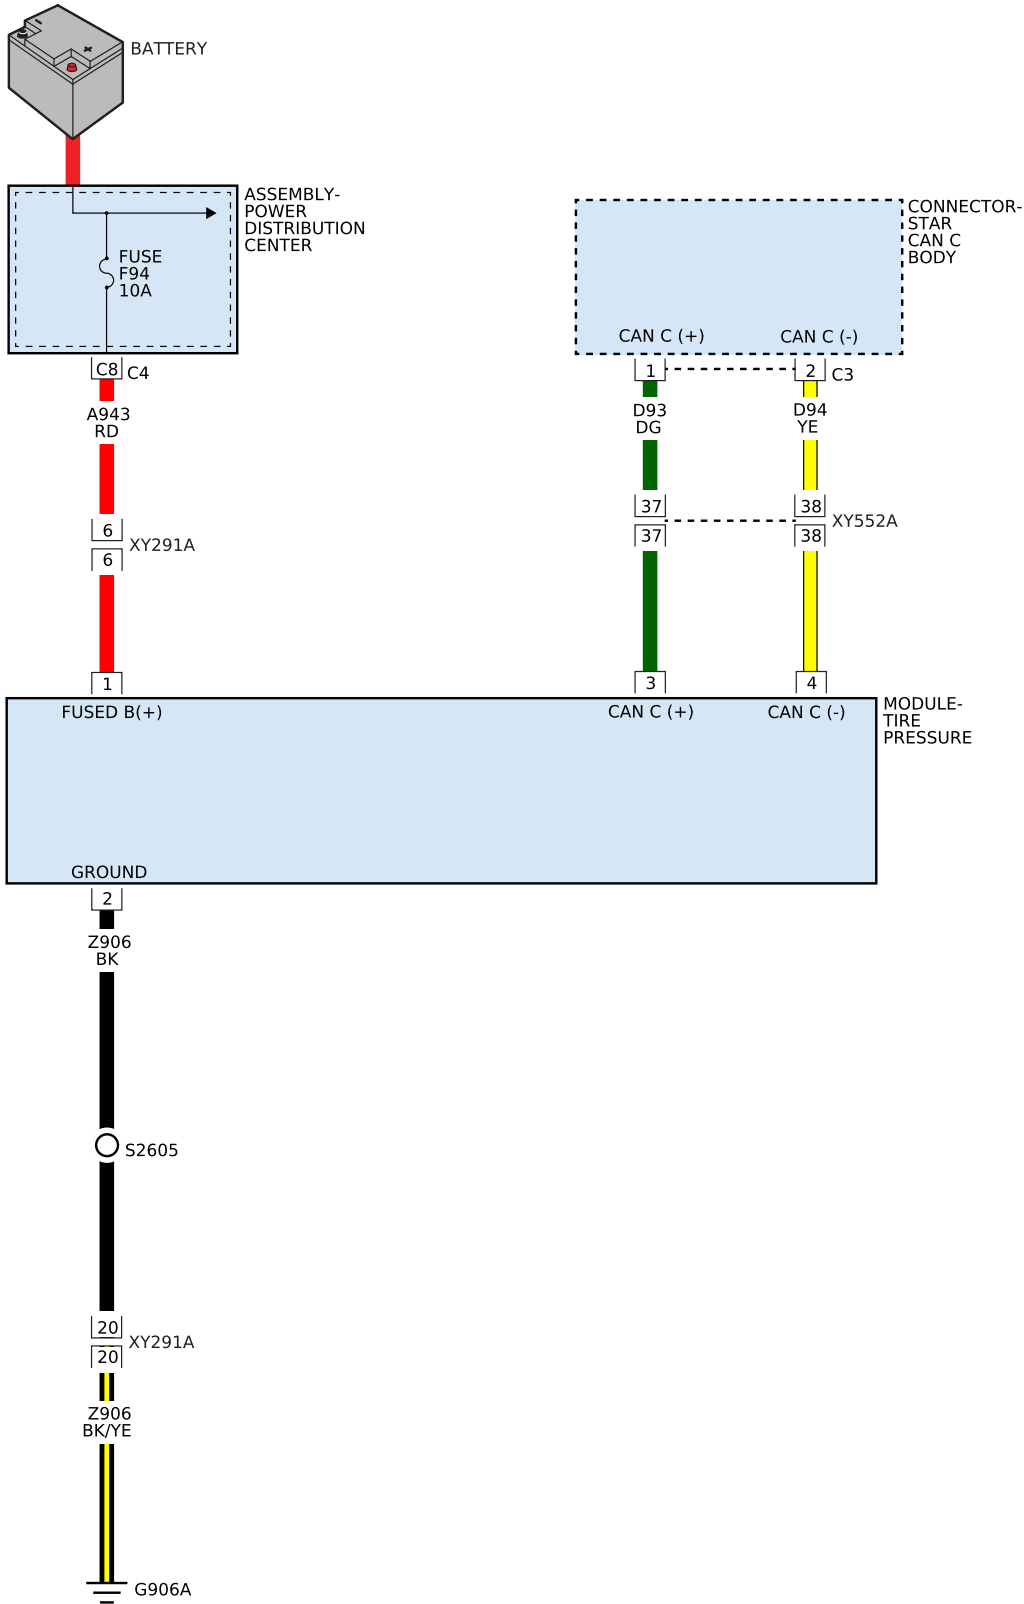 BATTERY
ASSEMBLY-
POWER
DISTRIBUTION
CENTER
FUSE
F94
10A
C8 C4
A943
RD
6
XY291A
6
CONNECTOR-
STAR
CAN C
BODY
CAN C (+) CAN C (-)
1 2 C3
D93 D94
DG YE
37 38
XY552A
37 38
1 3 4
FUSED B(+) CAN C (+) CAN C (-)
MODULE-
TIRE
PRESSURE
GROUND
2
Z906
BK
S2605
20
XY291A
20
Z906
BK/YE
G906A